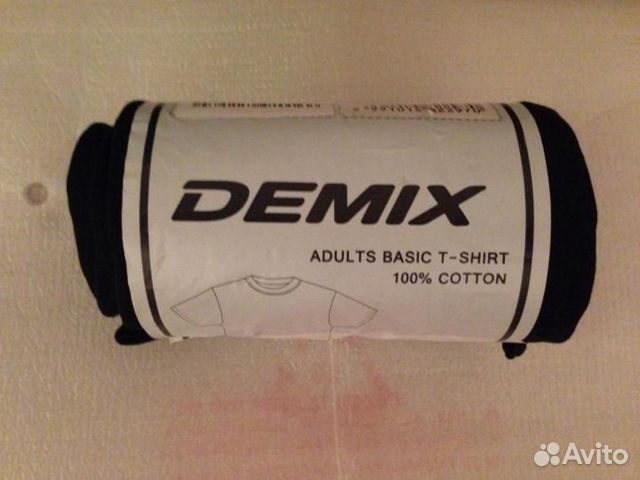 DEMIX
ADULTS BASIC T-SHIRT
100% COTTON
Avito